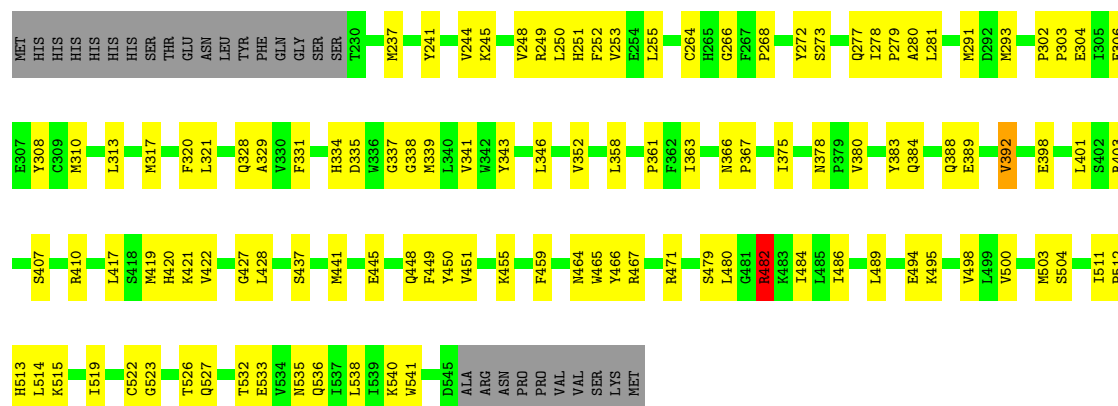 MET HIS HIS HIS HIS HIS HIS SER THR GLU ASN LEU TYR PHE GLN GLY SER SER T230 M237 Y241 V244 K245 V248 R249 L250 H251 F252 V253 E254 L255 C264 H265 G266 F267 P268 Y272 S273 Q277 I278 P279 A280 L281 M291 D292 M293 P302 P303 E304 I305
E307 Y308 C309 M310 L313 M317 F320 L321 Q328 A329 V330 F331 H334 D335 W336 G337 G338 M339 L340 V341 W342 Y343 L346 V352 L358 P361 F362 I363 N366 P367 I375 N378 P379 V380 Y383 Q384 Q388 E389 V392 E398 L401 S402
S407 R410 L417 S418 M419 H420 K421 V422 G427 L428 S437 M441 E445 Q448 F449 Y450 V451 K455 F459 N464 W465 Y466 R467 R471 S479 L480 G481 R482 K483 I484 L485 I486 L489 E494 K495 V498 L499 V500 M503 S504 I511
H513 L514 K515 I519 C522 G523 T526 Q527 T532 E533 V534 N535 Q536 I537 L538 I539 K540 W541 D545 ALA ARG ASN PRO PRO VAL VAL SER LYS MET